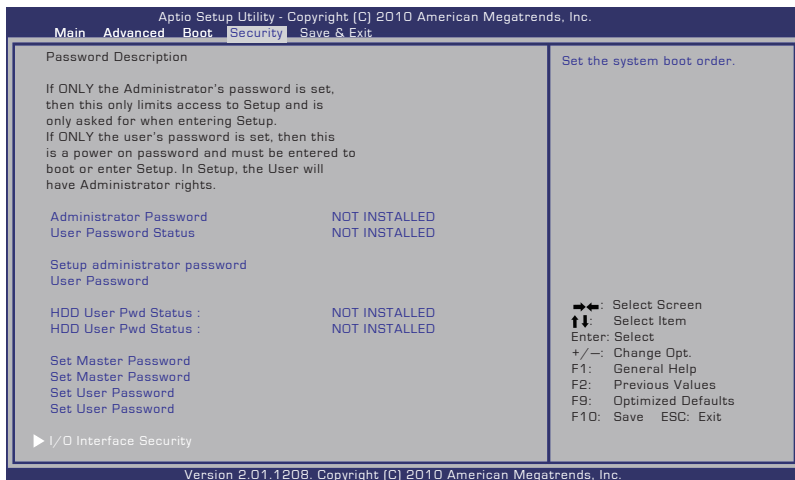 Aptio Setup Utility - Copyright (C) 2010 American Megatrends, Inc.
Main Advanced Boot Security Save & Exit
Password Description
If ONLY the Administrator's password is set,
then this only limits access to Setup and is
only asked for when entering Setup.
If ONLY the user's password is set, then this
is a power on password and must be entered to
boot or enter Setup. In Setup, the User will
have Administrator rights.
Administrator Password NOT INSTALLED
User Password Status NOT INSTALLED
Setup administrator password
User Password
HDD User Pwd Status : NOT INSTALLED
HDD User Pwd Status : NOT INSTALLED
Set Master Password
Set Master Password
Set User Password
Set User Password
I/O Interface Security
Set the system boot order.
→←: Select Screen
↑↓: Select Item
Enter: Select
+/—: Change Opt.
F1: General Help
F2: Previous Values
F9: Optimized Defaults
F10: Save ESC: Exit
Version 2.01.1208. Copyright (C) 2010 American Megatrends, Inc.